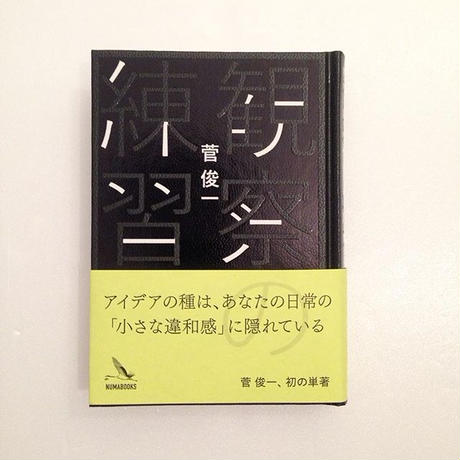 観察の
練習
菅 俊一
アイデアの種は、あなたの日常の
「小さな違和感」に隠れている
菅 俊一、初の単著
NUMABOOKS